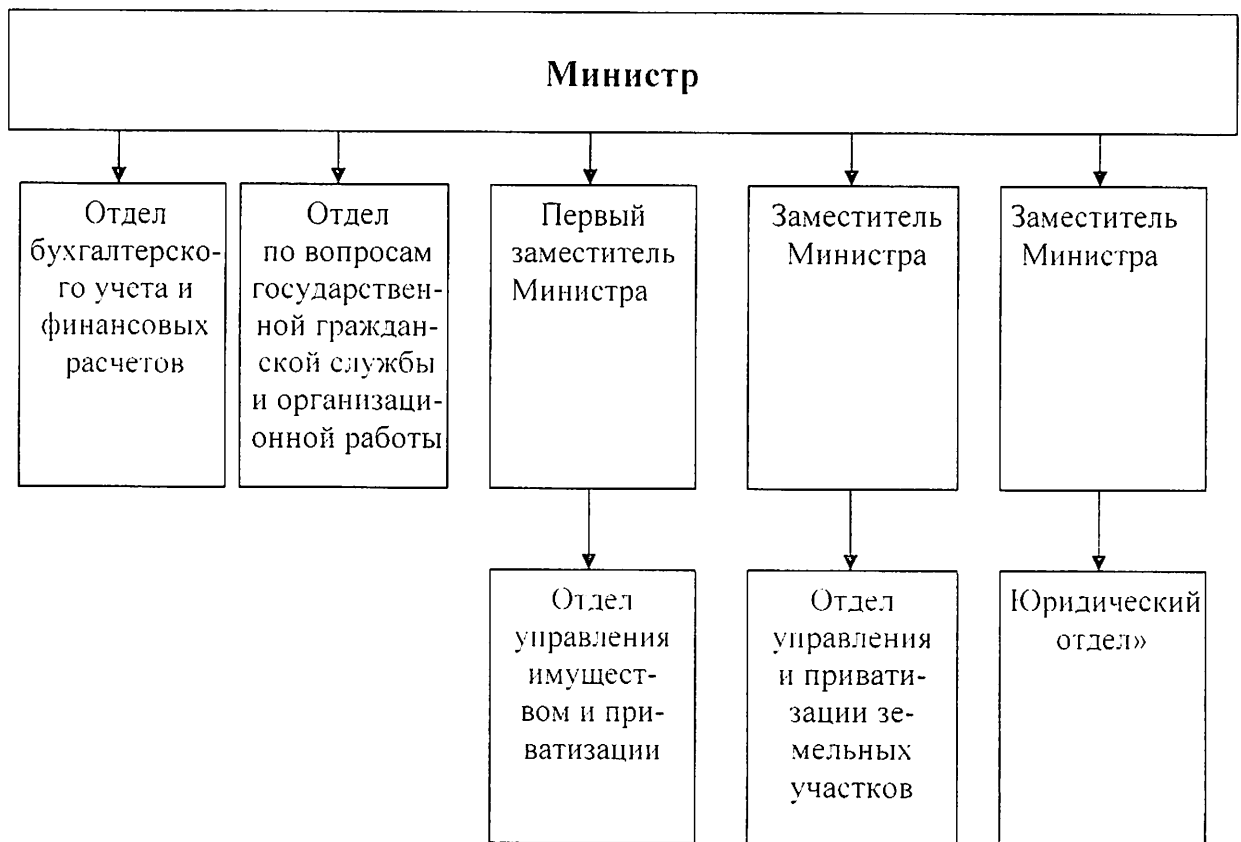 Министр
Отдел
бухгалтерско-
го учета и
финансовых
расчетов
Отдел
по вопросам
государствен-
ной граждан-
ской службы
и организаци-
онной работы
Первый
заместитель
Министра
Заместитель
Министра
Заместитель
Министра
Отдел
управления
имущест-
вом и при-
ватизации
Отдел
управления
и привати-
зации зе-
мельных
участков
Юридический
отдел»